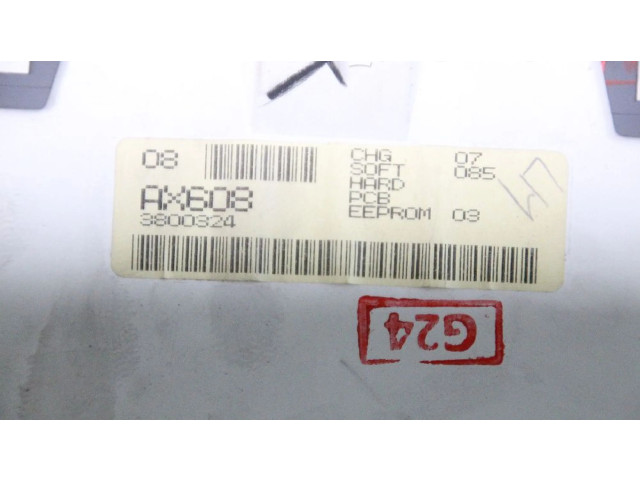 08
CHG 07
SOFT 085
HARD
PCB
EEPROM 03
AX608
3800324
G24